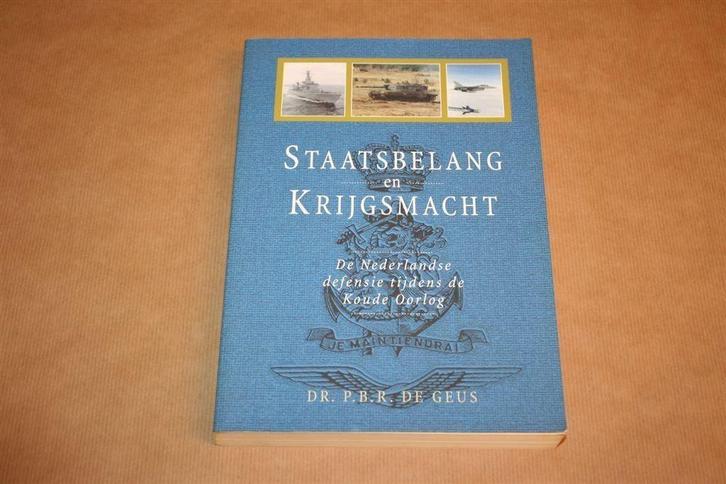 STAATSBELANG
en
KRIJGSMACHT
De Nederlandse
defensie tijdens de
Koude Oorlog
JE MAINTIENDRAI
DR. P.B.R. DE GEUS